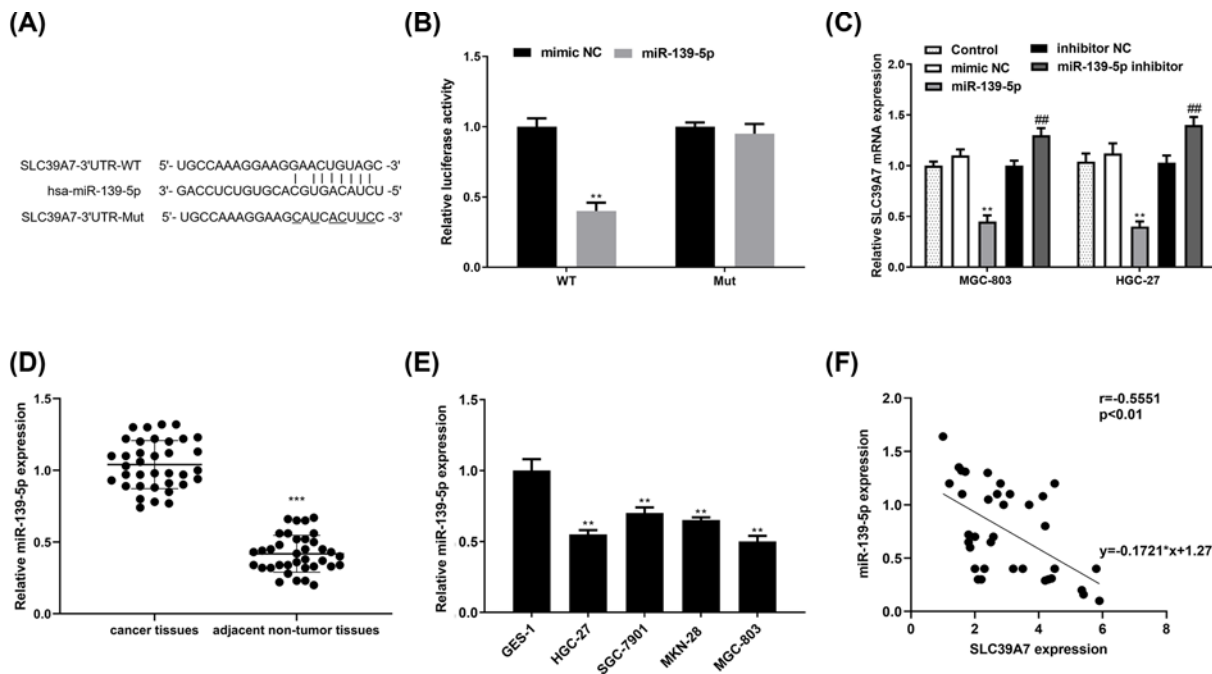 (A)
SLC39A7-3'UTR-WT 5'- UGCCAAAGGAAGGAACUGUAGC -3'
hsa-miR-139-5p 3'- GACCUCUGUGCACGUGACAUCU -5'
SLC39A7-3'UTR-Mut 5'- UGCCAAAGGAAGCAUCACUUCC -3'
(B)
mimic NC miR-139-5p
Relative luciferase activity
1.5
1.0
0.5
0.0
**
WT Mut
(C)
Control inhibitor NC
mimic NC miR-139-5p inhibitor
miR-139-5p
Relative SLC39A7 mRNA expression
2.0
1.5
1.0
0.5
0.0
** ## ** ##
MGC-803 HGC-27
(D)
Relative miR-139-5p expression
1.5
1.0
0.5
0.0
***
cancer tissues adjacent non-tumor tissues
(E)
Relative miR-139-5p expression
1.5
1.0
0.5
0.0
** ** ** **
GES-1 HGC-27 SGC-7901 MKN-28 MGC-803
(F)
miR-139-5p expression
2.0
1.5
1.0
0.5
0.0
r=-0.5551
p<0.01
y=-0.1721*x+1.27
0 2 4 6 8
SLC39A7 expression